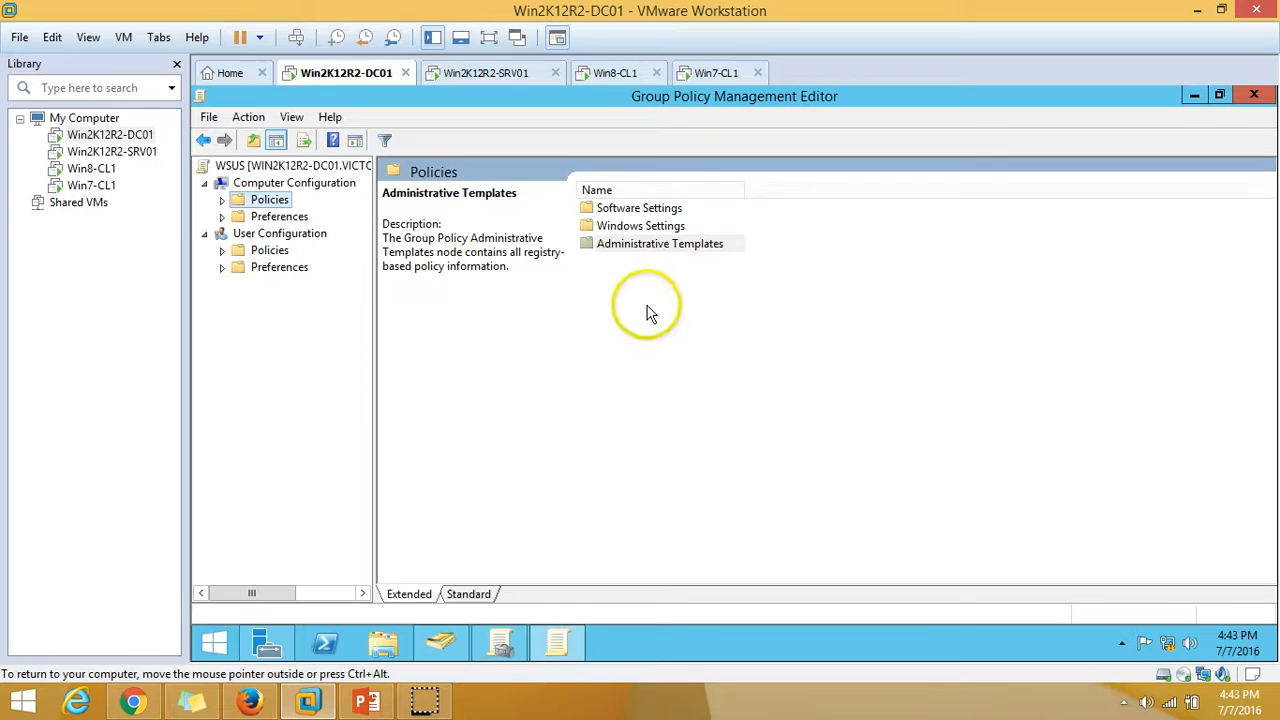 Win2K12R2-DC01 - VMware Workstation
File Edit View VM Tabs Help
Library
Type here to search
My Computer
Win2K12R2-DC01
Win2K12R2-SRV01
Win8-CL1
Win7-CL1
Shared VMs
Home Win2K12R2-DC01 Win2K12R2-SRV01 Win8-CL1 Win7-CL1
Group Policy Management Editor
File Action View Help
WSUS [WIN2K12R2-DC01.VICTO
Computer Configuration
Policies
Preferences
User Configuration
Policies
Preferences
Policies
Administrative Templates
Description:
The Group Policy Administrative
Templates node contains all registry-
based policy information.
Name
Software Settings
Windows Settings
Administrative Templates
Extended Standard
4:43 PM
7/7/2016
To return to your computer, move the mouse pointer outside or press Ctrl+Alt.
4:43 PM
7/7/2016